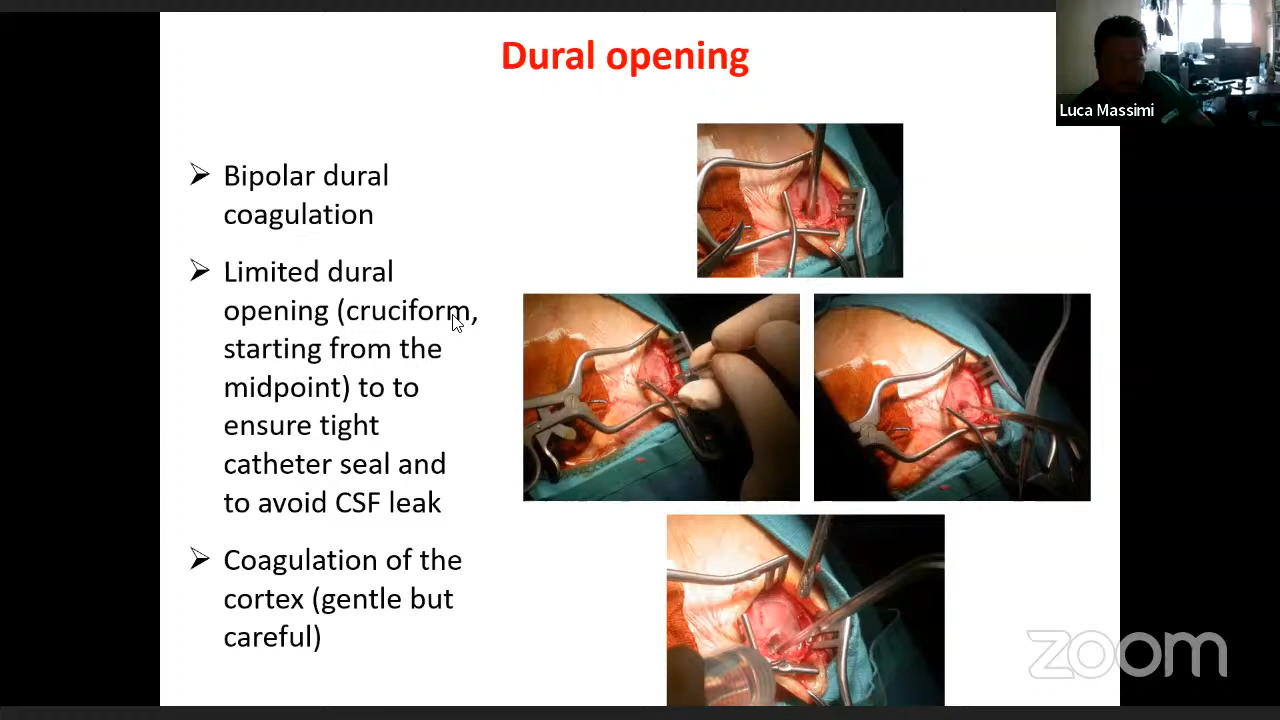 Dural opening
Luca Massimi
➢ Bipolar dural
coagulation
➢ Limited dural
opening (cruciform,
starting from the
midpoint) to to
ensure tight
catheter seal and
to avoid CSF leak
➢ Coagulation of the
cortex (gentle but
careful)
zoom